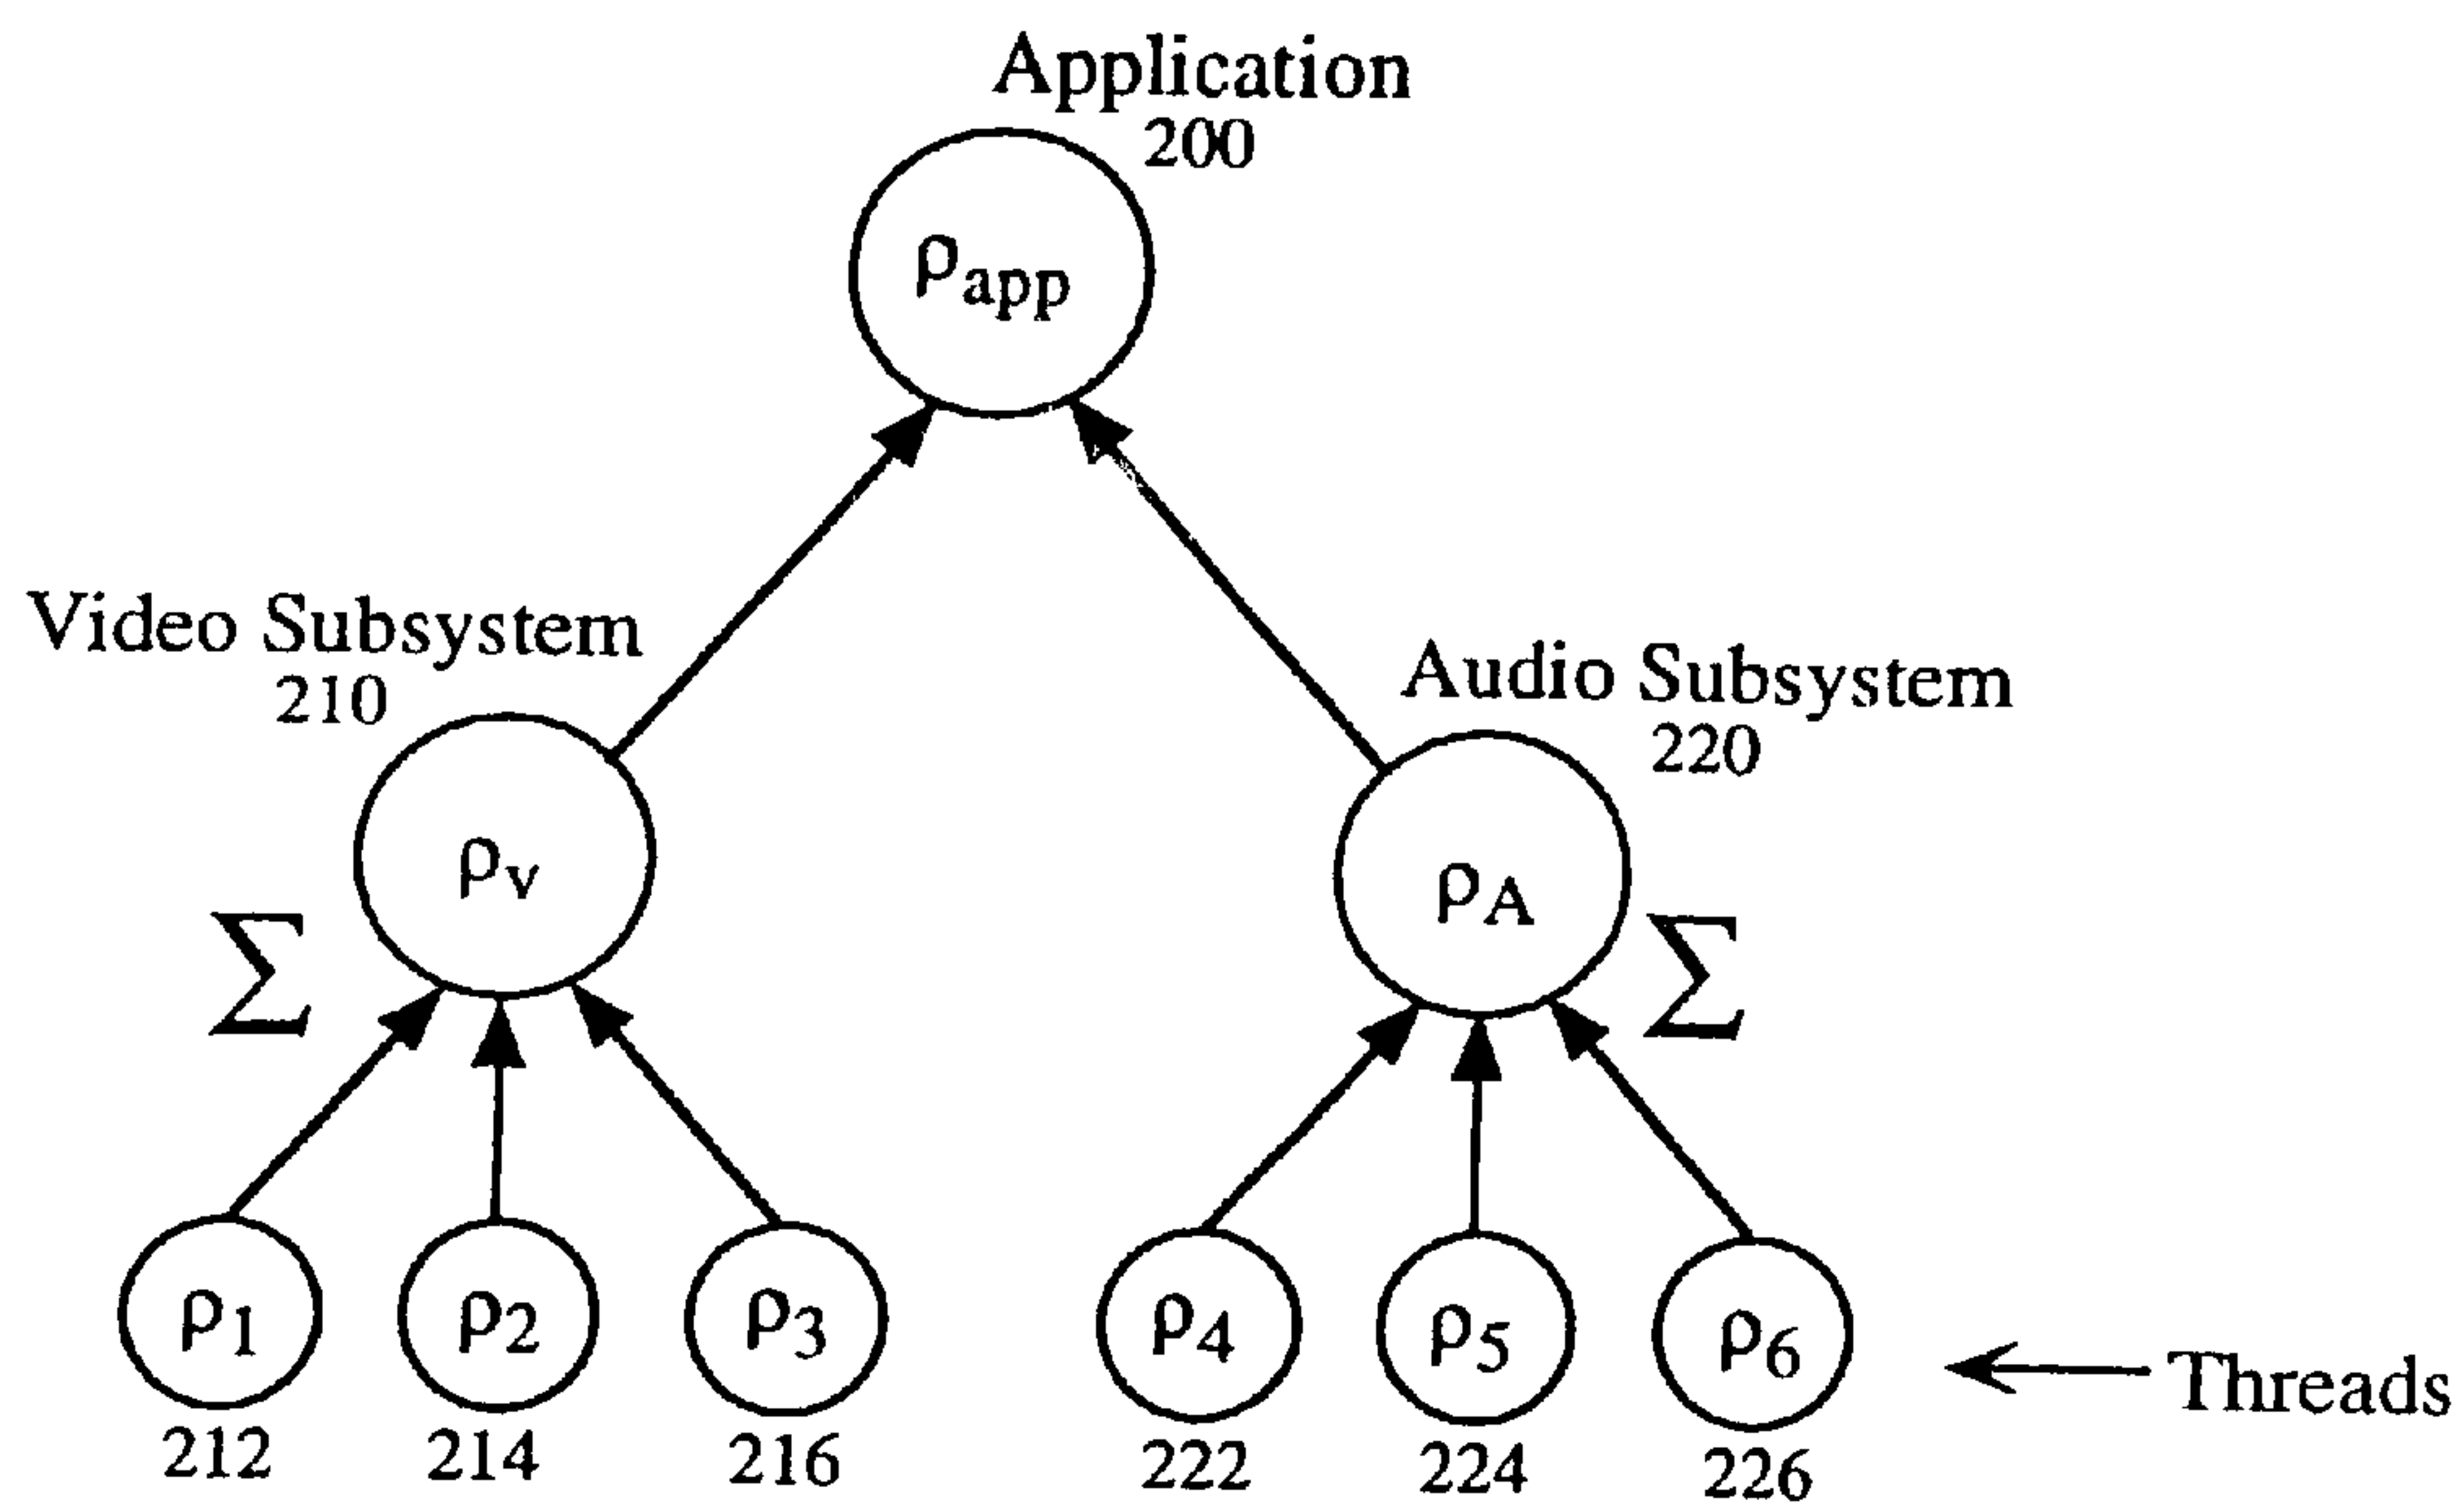 Application
200
ρapp
Video Subsystem
210
Audio Subsystem
220
ρv
ρA
Σ
Σ
ρ1
ρ2
ρ3
ρ4
ρ5
ρ6
Threads
212
214
216
222
224
226